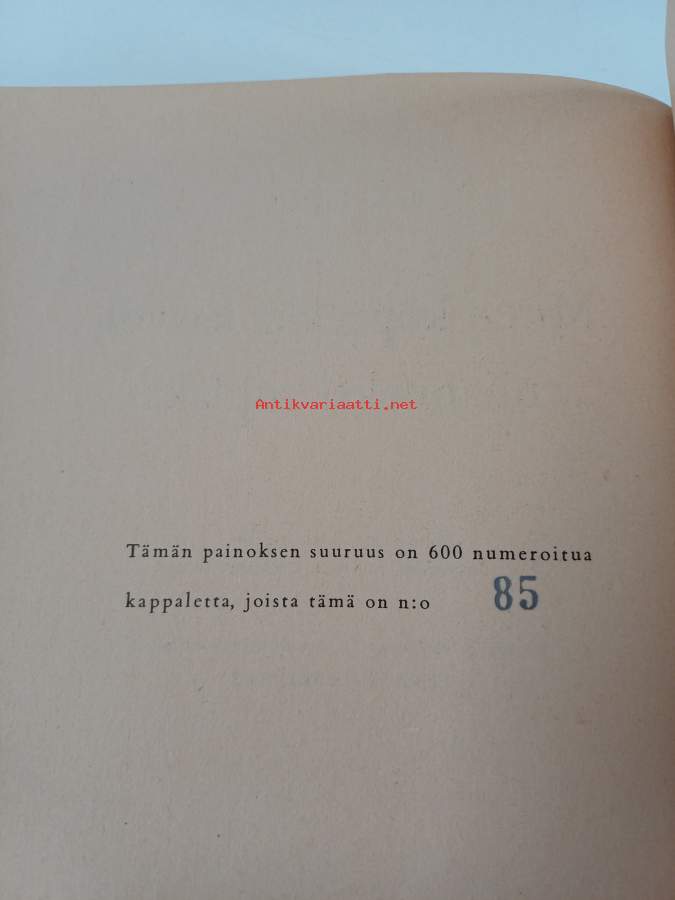 Antikvariaatti.net
Tämän painoksen suuruus on 600 numeroitua
kappaletta, joista tämä on n:o 85